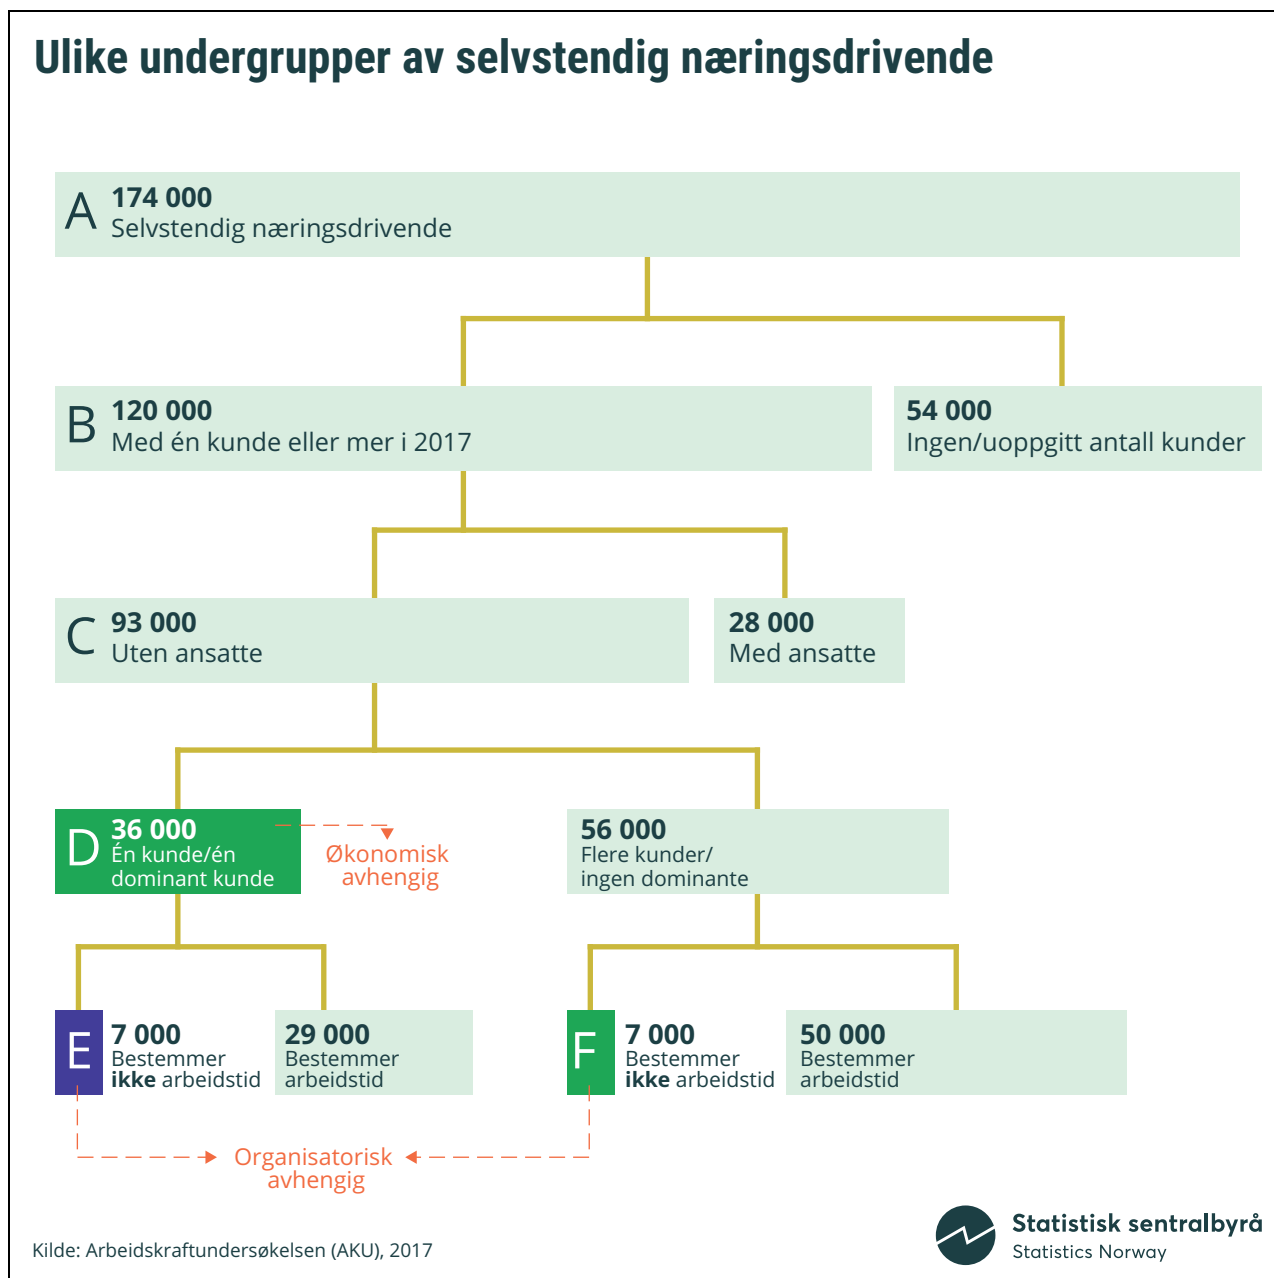 Ulike undergrupper av selvstendig næringsdrivende
A
174 000
Selvstendig næringsdrivende
B
120 000
Med én kunde eller mer i 2017
54 000
Ingen/uoppgitt antall kunder
C
93 000
Uten ansatte
28 000
Med ansatte
D
36 000
Én kunde/én
dominant kunde
Økonomisk
avhengig
56 000
Flere kunder/
ingen dominante
E
7 000
Bestemmer
ikke arbeidstid
29 000
Bestemmer
arbeidstid
F
7 000
Bestemmer
ikke arbeidstid
50 000
Bestemmer
arbeidstid
Organisatorisk
avhengig
Kilde: Arbeidskraftundersøkelsen (AKU), 2017
Statistisk sentralbyrå
Statistics Norway